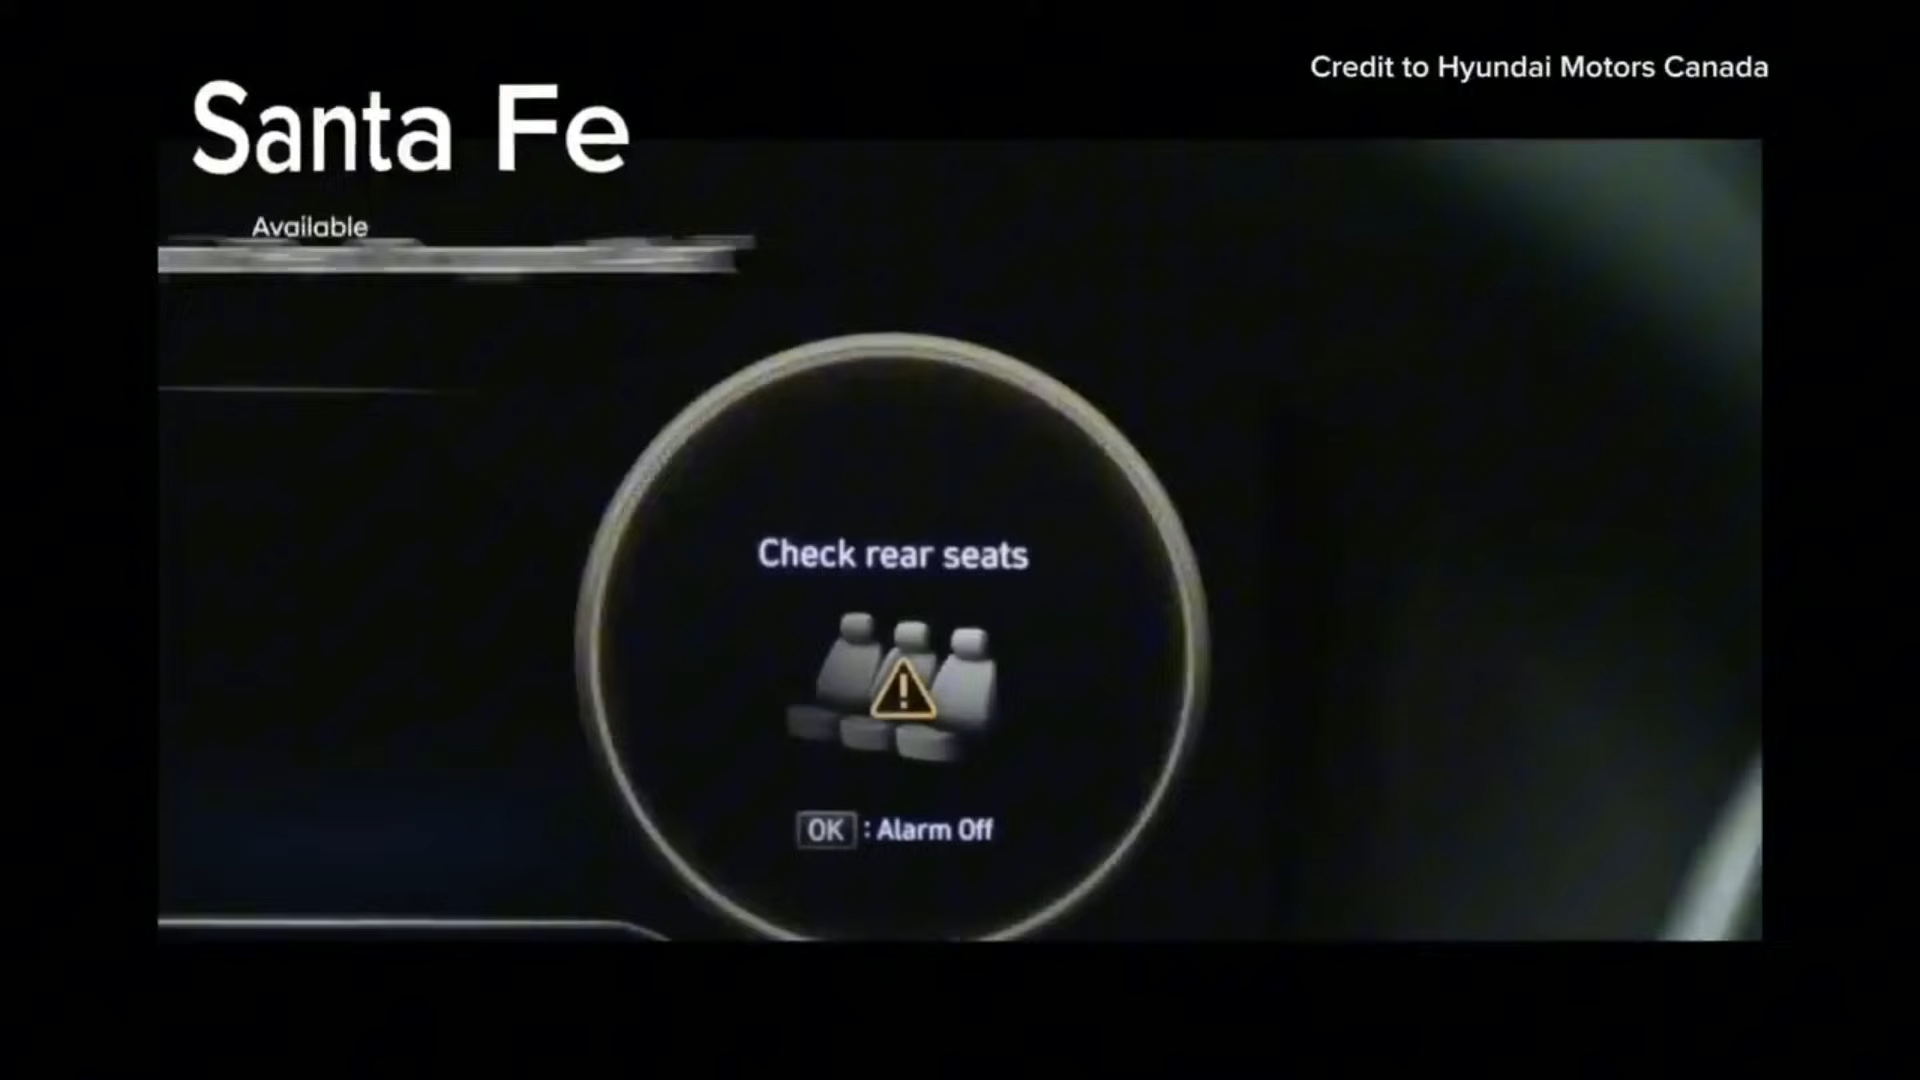 Santa Fe
Credit to Hyundai Motors Canada
Available
Check rear seats
OK : Alarm Off